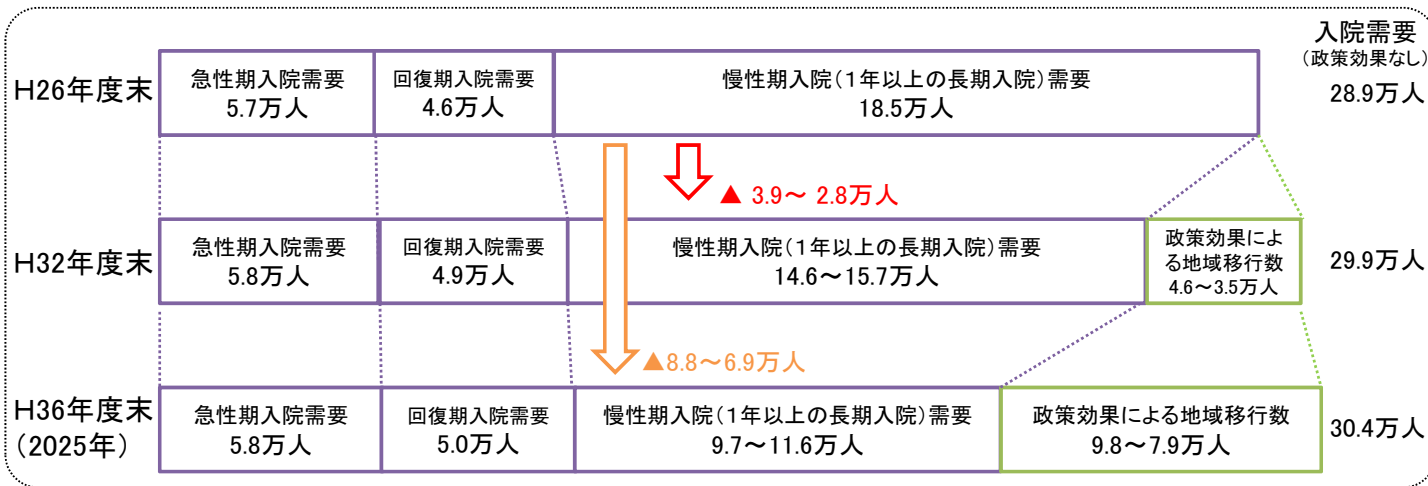 入院需要
(政策効果なし)
H26年度末
急性期入院需要
5.7万人
回復期入院需要
4.6万人
慢性期入院(1年以上の長期入院)需要
18.5万人
28.9万人
▲ 3.9～ 2.8万人
H32年度末
急性期入院需要
5.8万人
回復期入院需要
4.9万人
慢性期入院(1年以上の長期入院)需要
14.6～15.7万人
政策効果によ
る地域移行数
4.6～3.5万人
29.9万人
▲8.8～6.9万人
H36年度末
(2025年)
急性期入院需要
5.8万人
回復期入院需要
5.0万人
慢性期入院(1年以上の長期入院)需要
9.7～11.6万人
政策効果による地域移行数
9.8～7.9万人
30.4万人